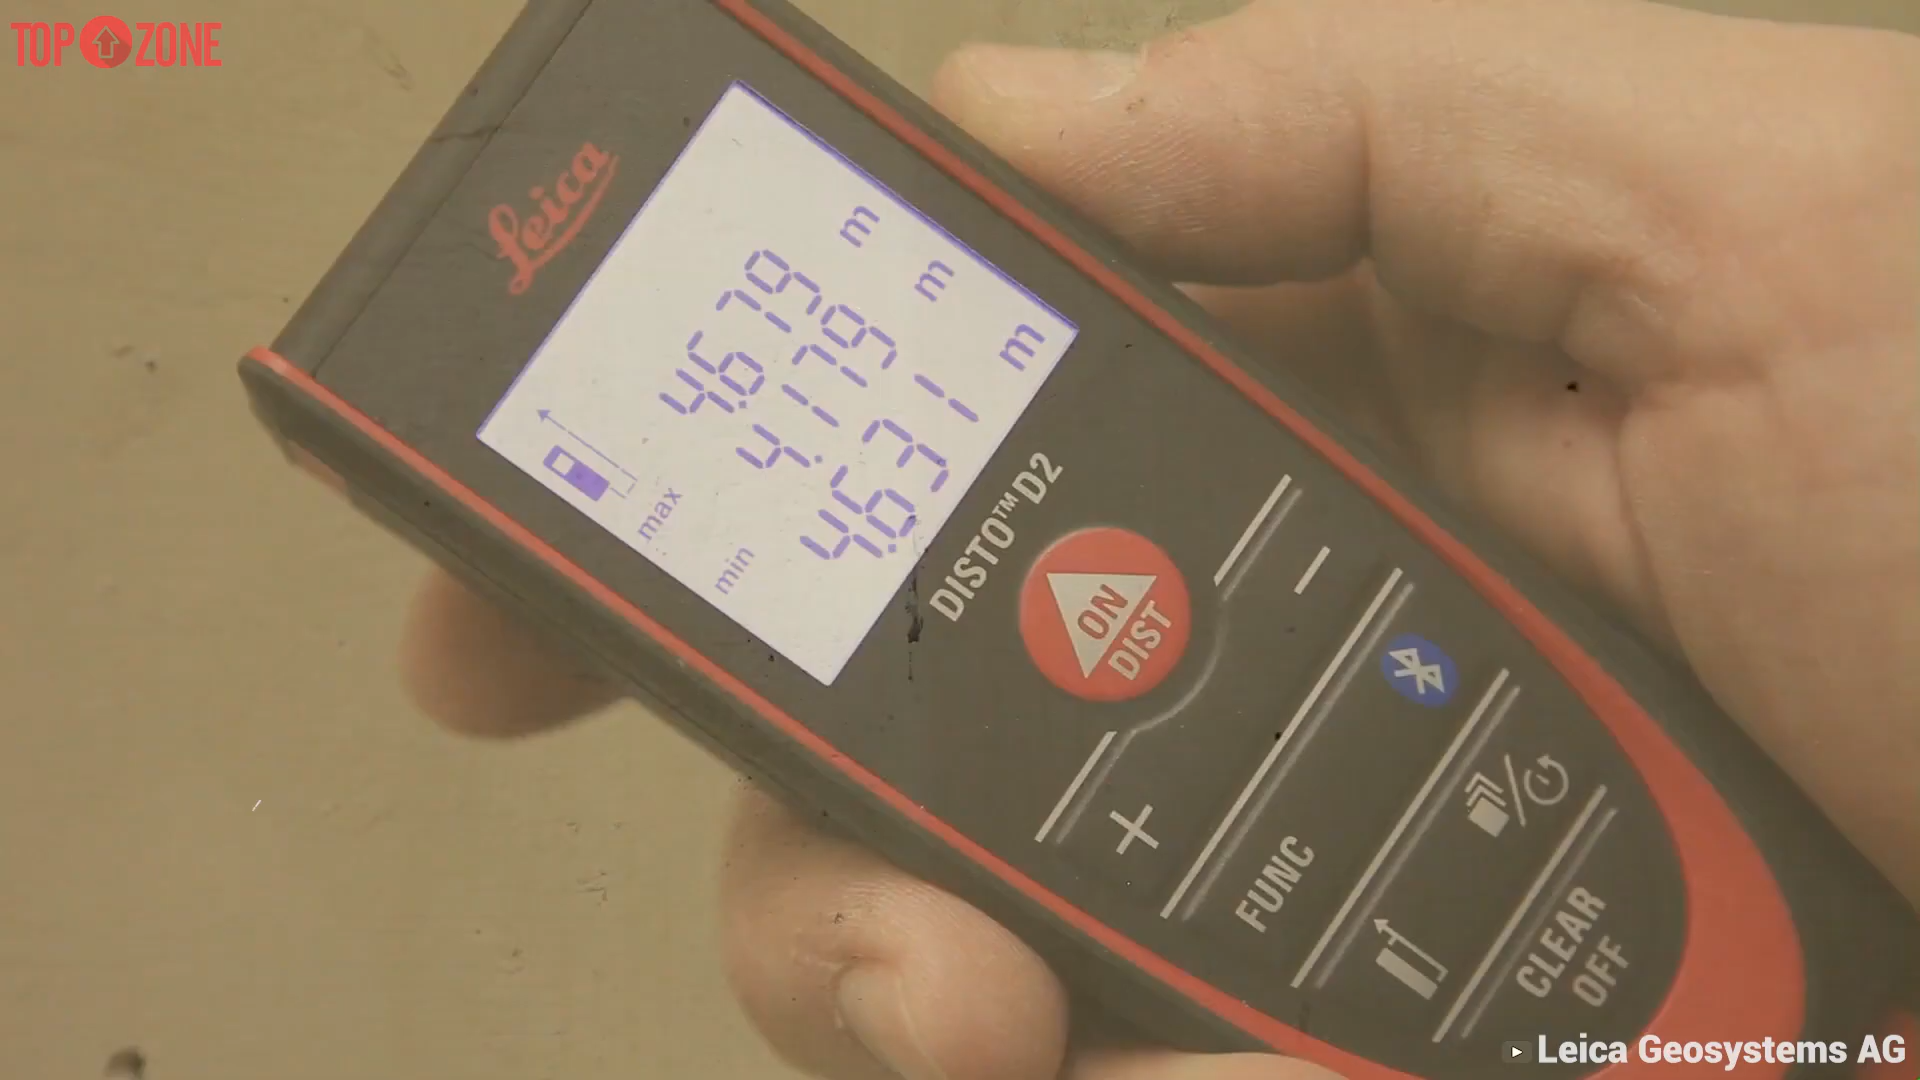 TOP ZONE
Leica
max 4.679 m
min 4.179 m
4.631 m
DISTO™ D2
ON
DIST
FUNC
CLEAR
OFF
Leica Geosystems AG